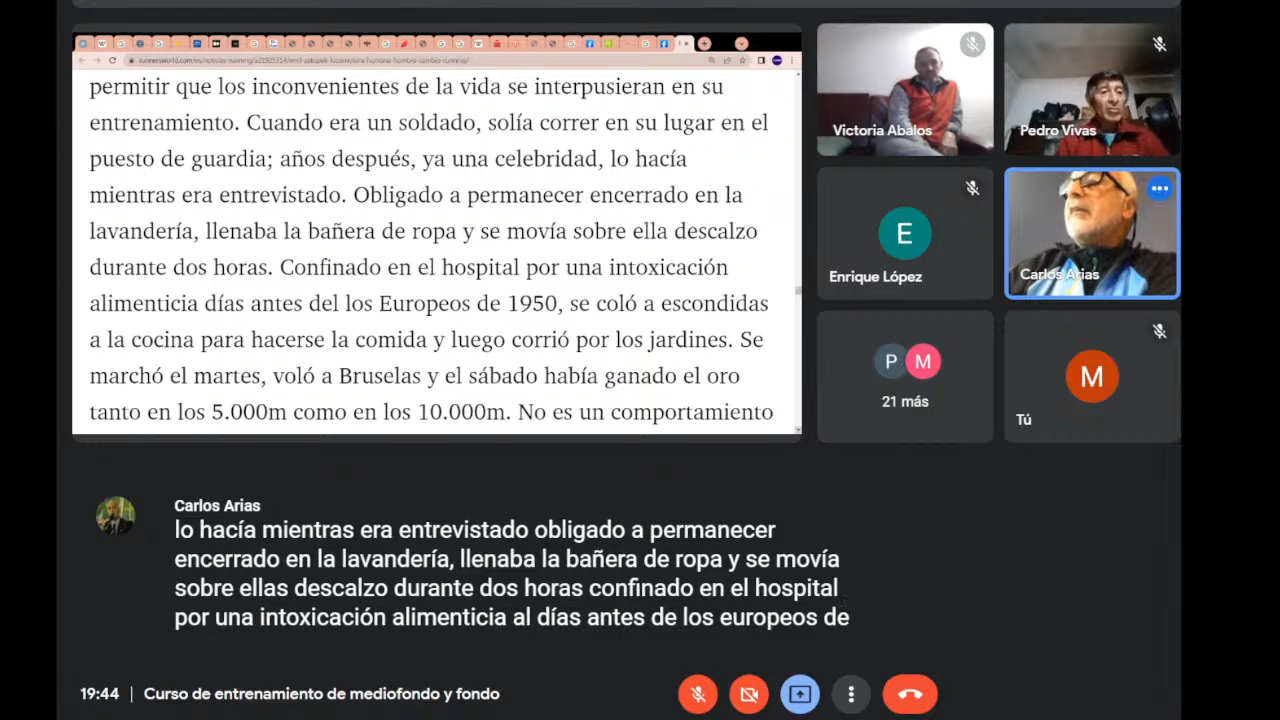 permitir que los inconvenientes de la vida se interpusieran en su
entrenamiento. Cuando era un soldado, solía correr en su lugar en el
puesto de guardia; años después, ya una celebridad, lo hacía
mientras era entrevistado. Obligado a permanecer encerrado en la
lavandería, llenaba la bañera de ropa y se movía sobre ella descalzo
durante dos horas. Confinado en el hospital por una intoxicación
alimenticia días antes del los Europeos de 1950, se coló a escondidas
a la cocina para hacerse la comida y luego corrió por los jardines. Se
marchó el martes, voló a Bruselas y el sábado había ganado el oro
tanto en los 5.000m como en los 10.000m. No es un comportamiento
Victoria Abalos
Pedro Vivas
E
Enrique López
Carlos Arias
P M
21 más
M
Tú
Carlos Arias
lo hacía mientras era entrevistado obligado a permanecer
encerrado en la lavandería, llenaba la bañera de ropa y se movía
sobre ellas descalzo durante dos horas confinado en el hospital
por una intoxicación alimenticia al días antes de los europeos de
19:44 | Curso de entrenamiento de mediofondo y fondo